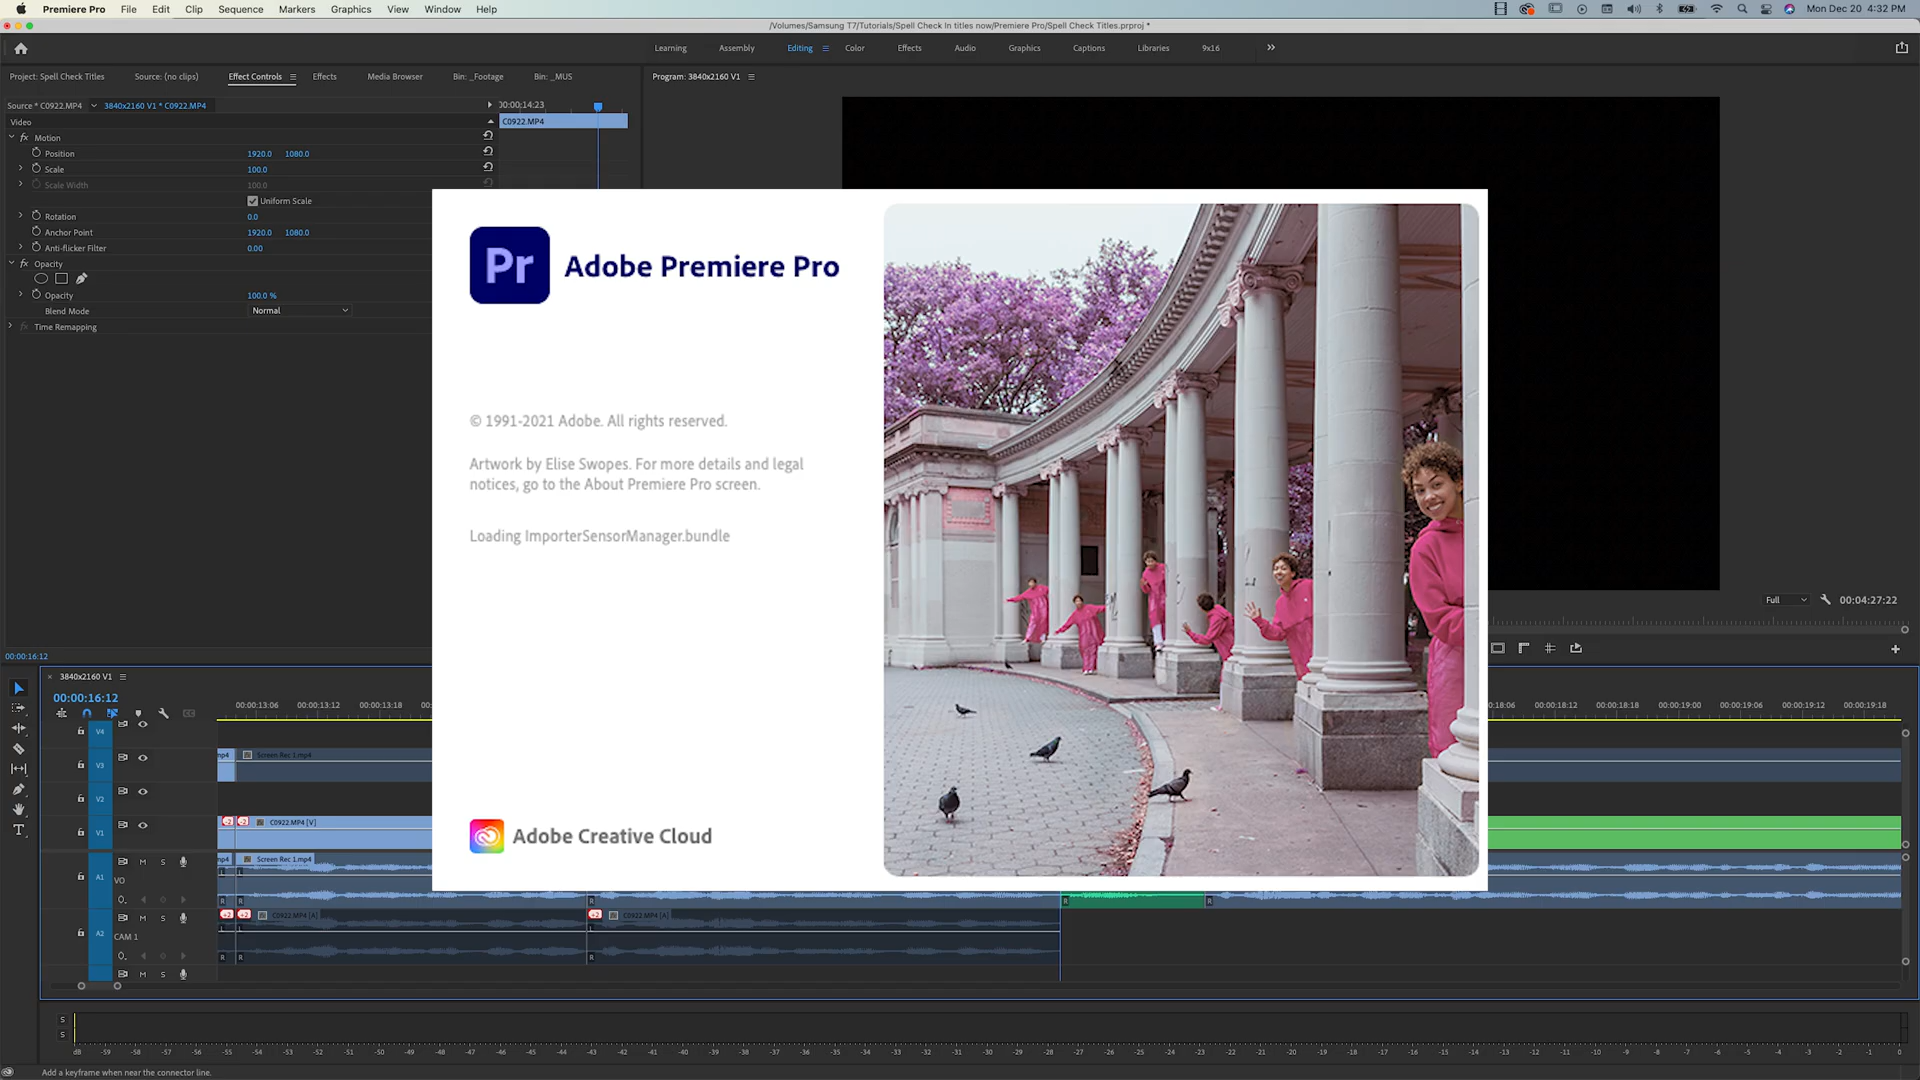 Premiere Pro File Edit Clip Sequence Markers Graphics View Window Help Mon Dec 20 4:32 PM
/Volumes/Samsung T7/Tutorials/Spell Check In titles now/Premiere Pro/Spell Check Titles.prproj *
Learning Assembly Editing Color Effects Audio Graphics Captions Libraries 9x16
Project: Spell Check Titles Source: (no clips) Effect Controls Effects Media Browser Bin: _Footage Bin: _MUS Program: 3840x2160 V1
Source * C0922.MP4 3840x2160 V1 * C0922.MP4 00:00:14:23
Video C0922.MP4
fx Motion
Position 1920.0 1080.0
Scale 100.0
Scale Width 100.0
Uniform Scale
Rotation 0.0
Anchor Point 1920.0 1080.0
Anti-flicker Filter 0.00
fx Opacity
Opacity 100.0 %
Blend Mode Normal
fx Time Remapping
Pr Adobe Premiere Pro
© 1991-2021 Adobe. All rights reserved.
Artwork by Elise Swopes. For more details and legal
notices, go to the About Premiere Pro screen.
Loading ImporterSensorManager.bundle
Adobe Creative Cloud
Full 00:04:27:22
00:00:16:12
3840x2160 V1
00:00:16:12
00:00:13:06 00:00:13:12 00:00:13:18 :18:06 00:00:18:12 00:00:18:18 00:00:19:00 00:00:19:06 00:00:19:12 00:00:19:18
V4
V3 mp4 Screen Rec 1.mp4
V2
V1 C0922.MP4 [V]
A1 M S mp4 Screen Rec 1.mp4
VO
R R R R R
A2 M S C0922.MP4 [A] C0922.MP4 [A]
CAM 1
R R R
M S
S
S
dB -59 -56 -55 -54 -53 -52 -48 -46 -45 -44 -43 -42 -41 -40 -39 -38 -37 -36 -35 -34 -33 -32 -31 -30 -29 -28 -27 -26 -25 -24 -23 -22 -21 -20 -19 -18 -17 -16 -15 -14 -13 -12 -11 -10 -9 -8 -7 -6 -5 -4 -3 -2 -1 0
Add a keyframe when near the connector line.